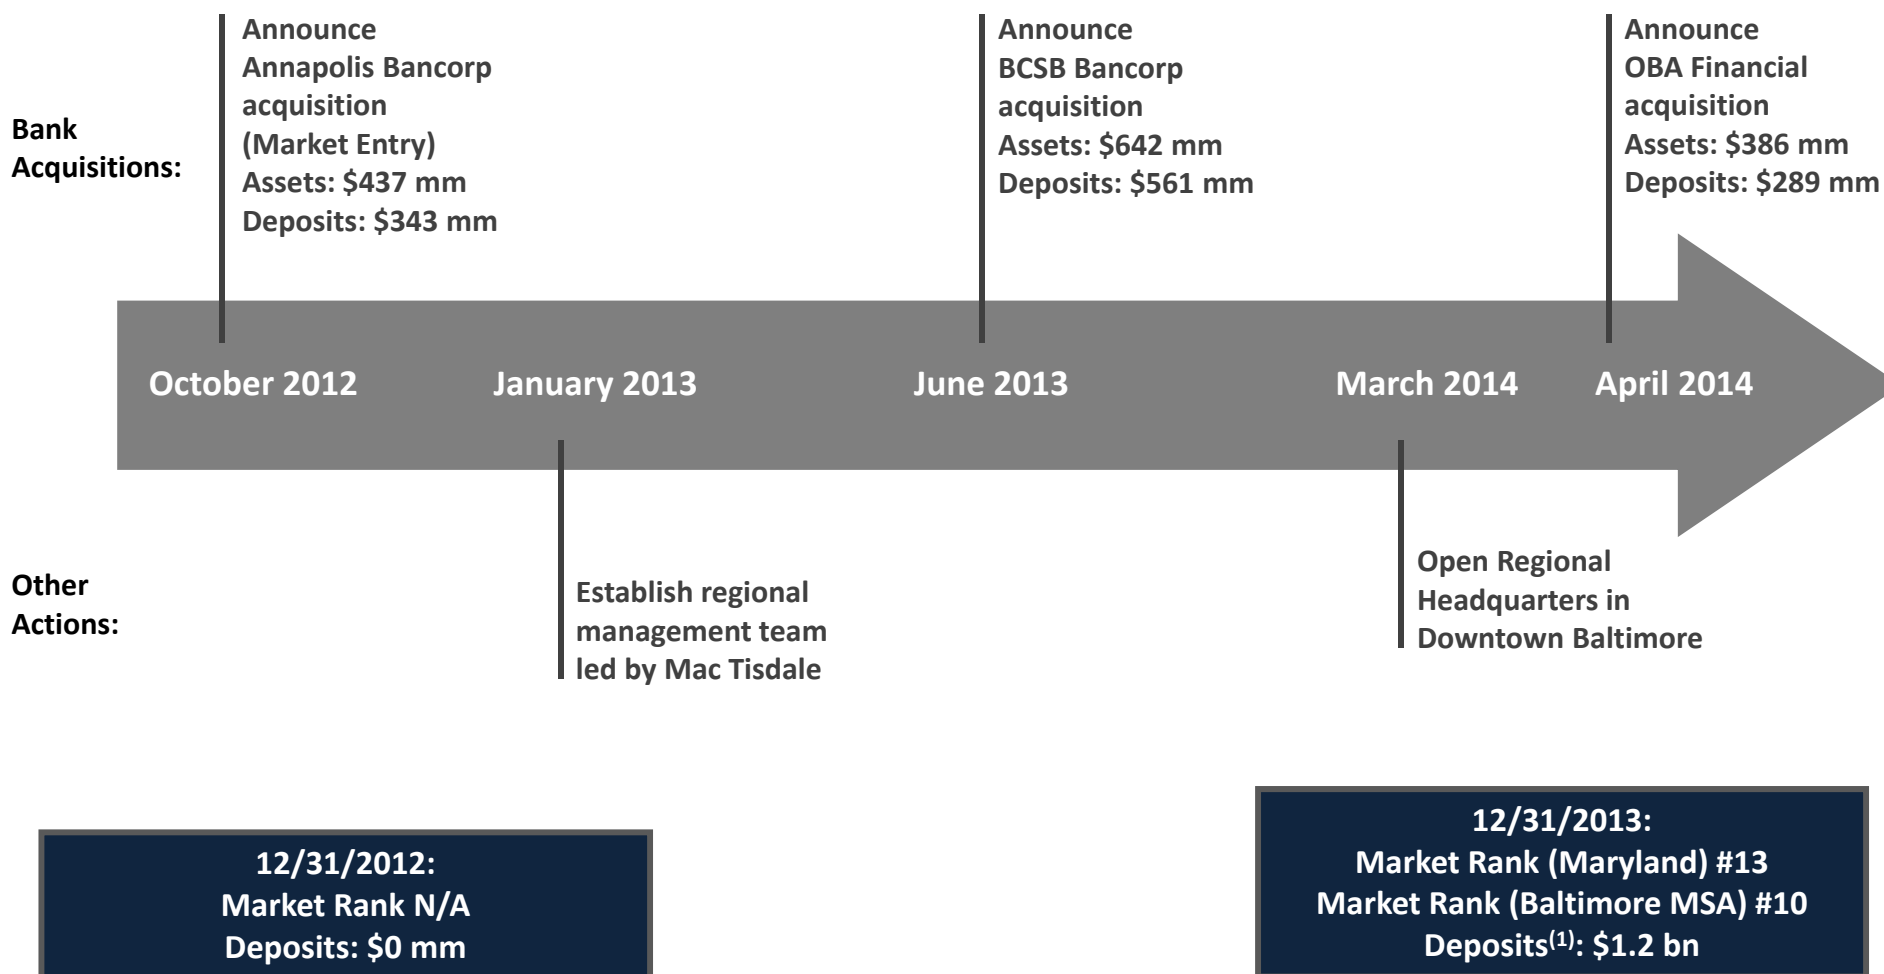 Bank
Acquisitions:
Announce
Annapolis Bancorp
acquisition
(Market Entry)
Assets: $437 mm
Deposits: $343 mm
Announce
BCSB Bancorp
acquisition
Assets: $642 mm
Deposits: $561 mm
Announce
OBA Financial
acquisition
Assets: $386 mm
Deposits: $289 mm
October 2012
January 2013
June 2013
March 2014
April 2014
Other
Actions:
Establish regional
management team
led by Mac Tisdale
Open Regional
Headquarters in
Downtown Baltimore
12/31/2012:
Market Rank N/A
Deposits: $0 mm
12/31/2013:
Market Rank (Maryland) #13
Market Rank (Baltimore MSA) #10
Deposits(1): $1.2 bn